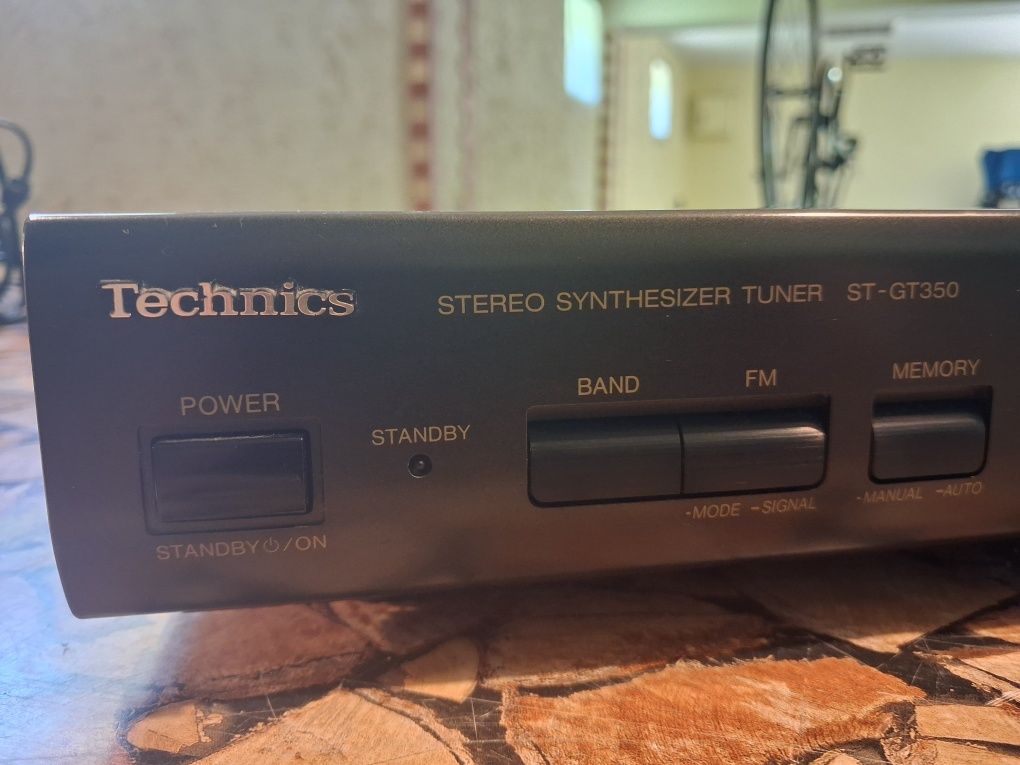 Technics
STEREO SYNTHESIZER TUNER ST-GT350
POWER
STANDBY
BAND
FM
MEMORY
-MODE -SIGNAL
-MANUAL -AUTO
STANDBY⏻/ON